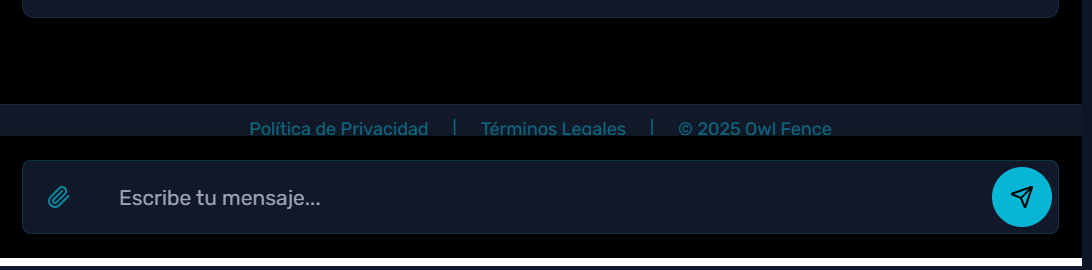 Política de Privacidad | Términos Legales | © 2025 Owl Fence
Escribe tu mensaje...